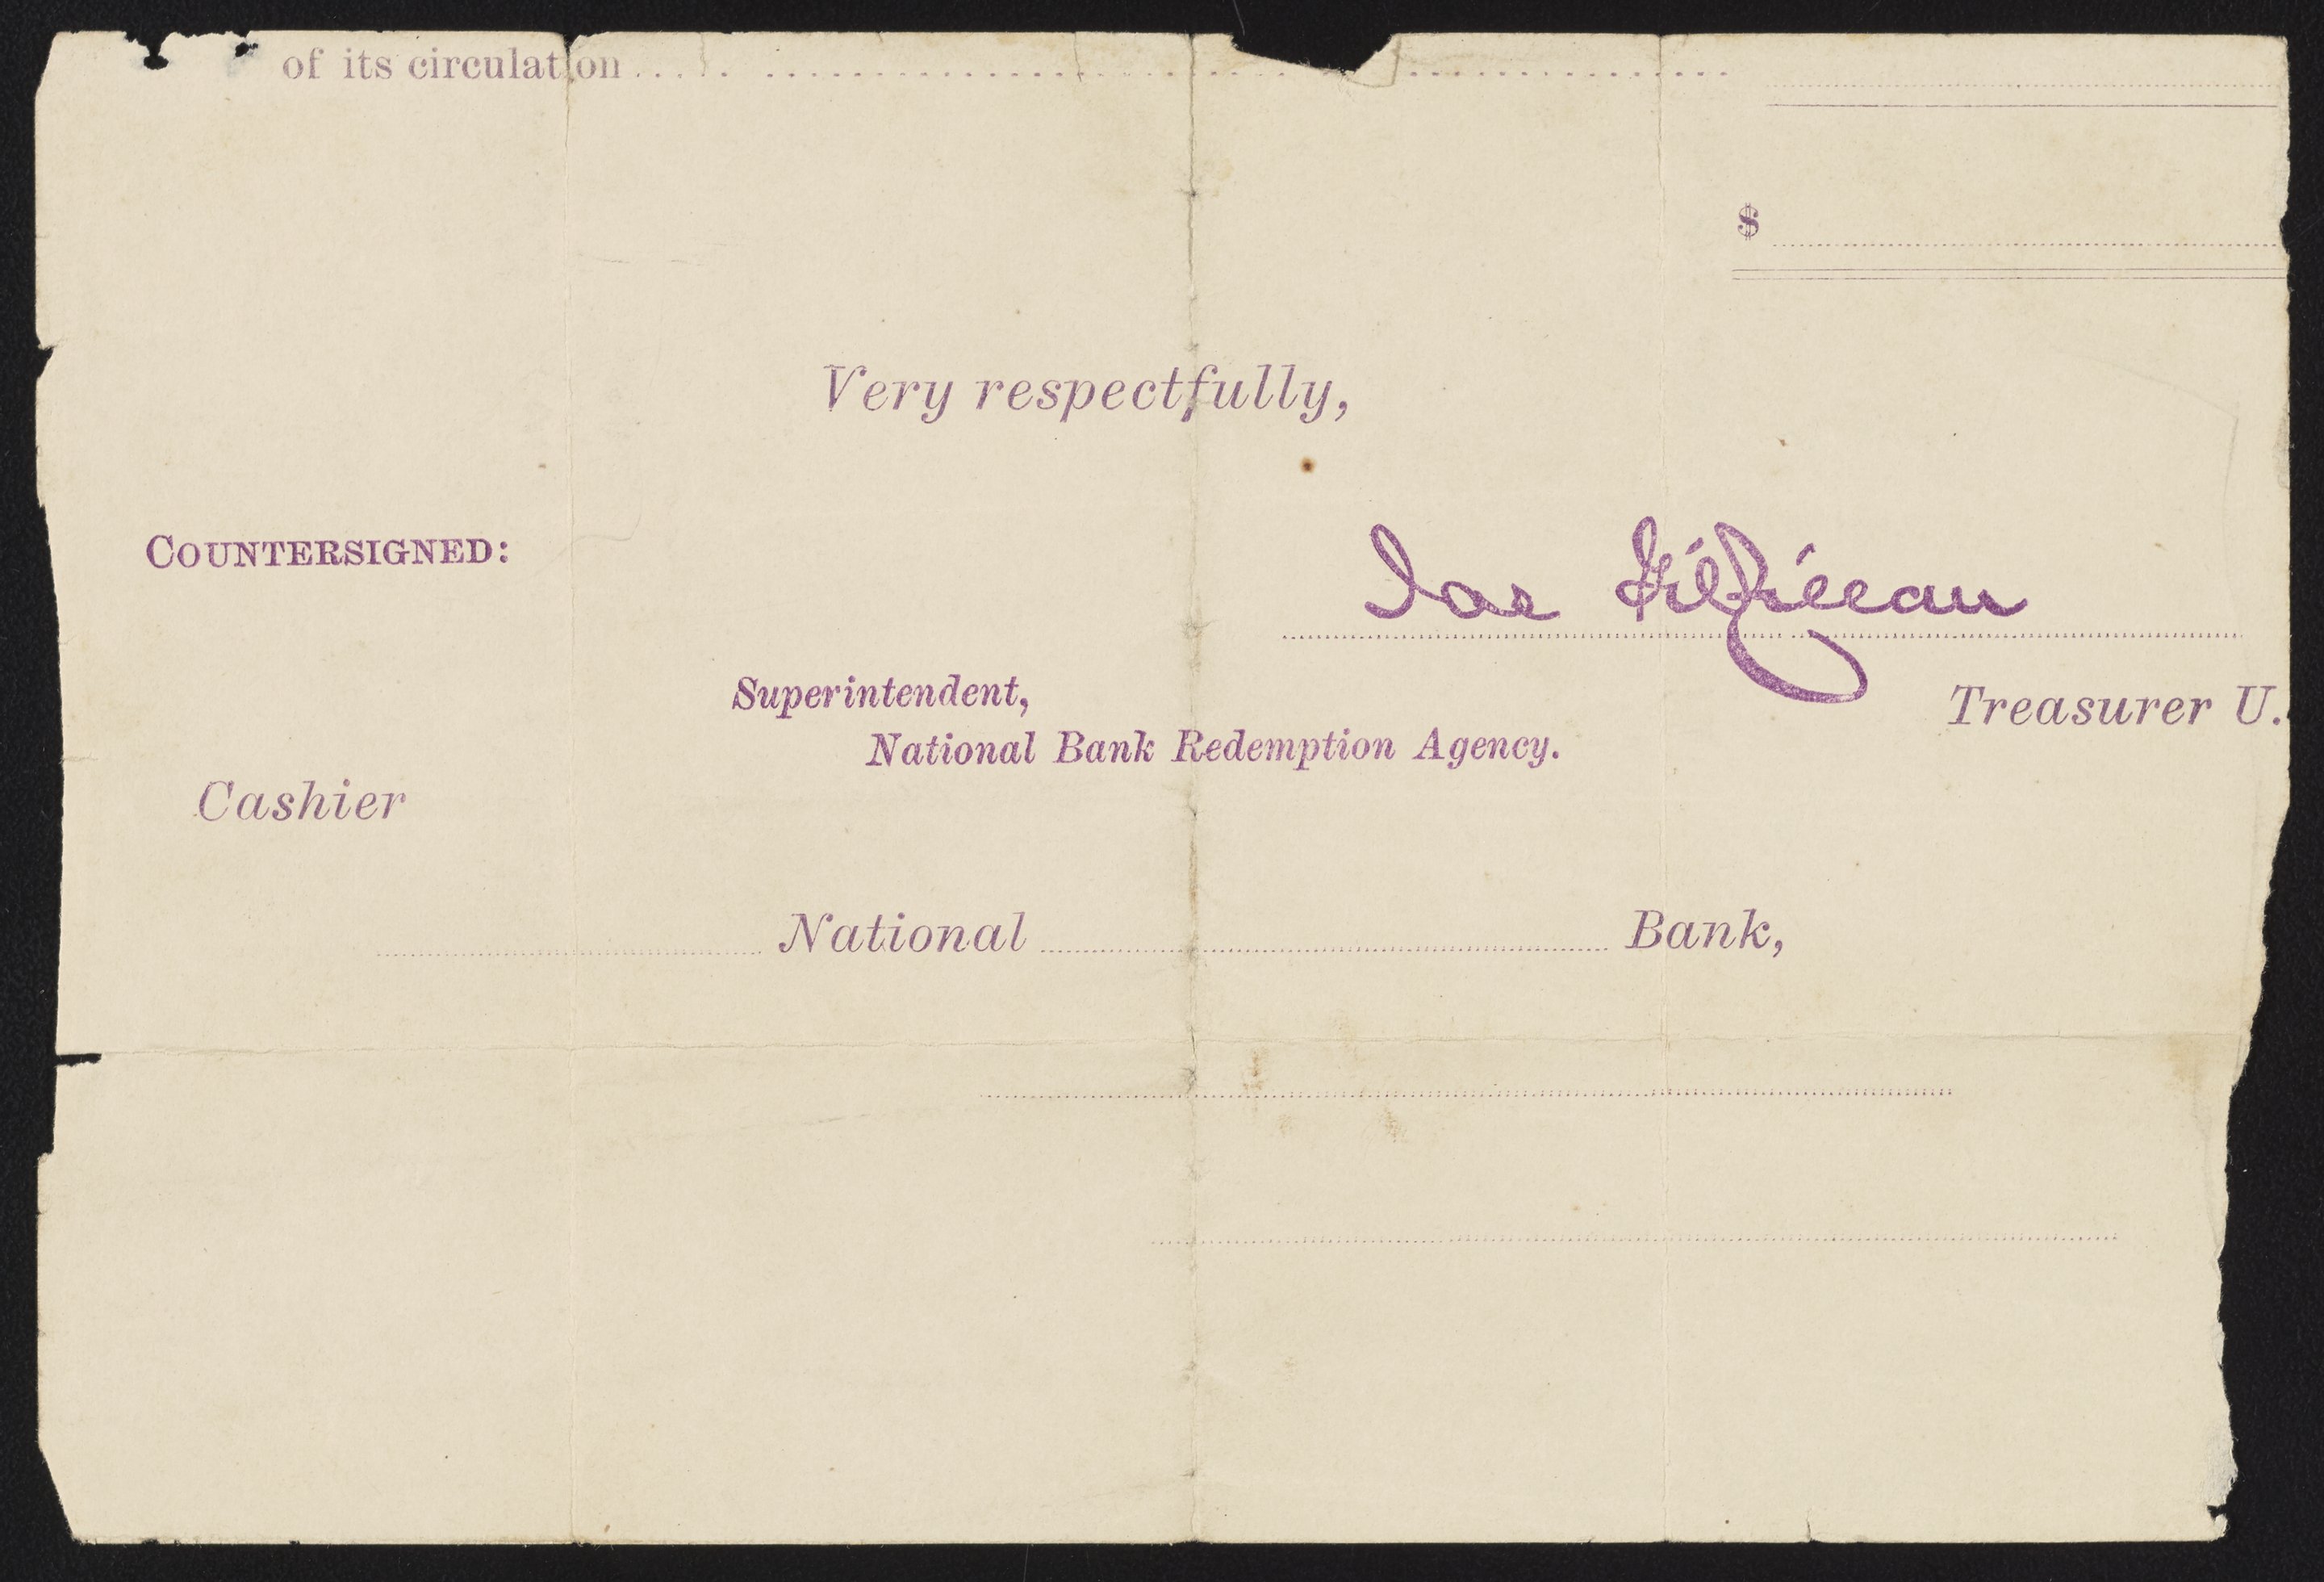 of its circulation
$
Very respectfully,
COUNTERSIGNED:
Jas Gilfillan
Treasurer U.
Superintendent,
National Bank Redemption Agency.
Cashier
National Bank,